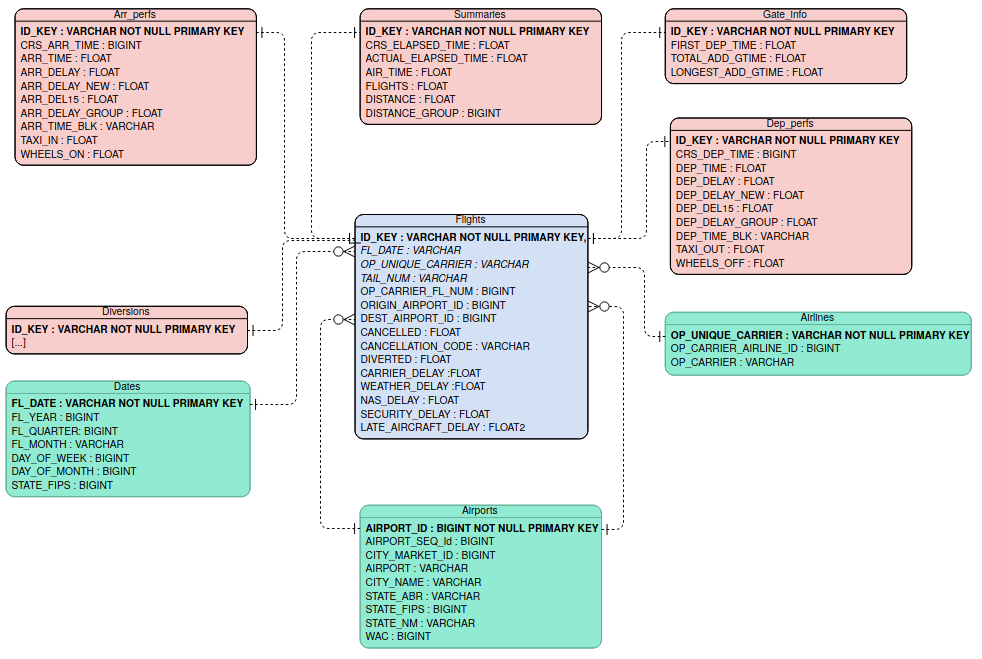 Arr_perfs
ID_KEY : VARCHAR NOT NULL PRIMARY KEY
CRS_ARR_TIME : BIGINT
ARR_TIME : FLOAT
ARR_DELAY : FLOAT
ARR_DELAY_NEW : FLOAT
ARR_DEL15 : FLOAT
ARR_DELAY_GROUP : FLOAT
ARR_TIME_BLK : VARCHAR
TAXI_IN : FLOAT
WHEELS_ON : FLOAT
Summaries
ID_KEY : VARCHAR NOT NULL PRIMARY KEY
CRS_ELAPSED_TIME : FLOAT
ACTUAL_ELAPSED_TIME : FLOAT
AIR_TIME : FLOAT
FLIGHTS : FLOAT
DISTANCE : FLOAT
DISTANCE_GROUP : BIGINT
Gate_Info
ID_KEY : VARCHAR NOT NULL PRIMARY KEY
FIRST_DEP_TIME : FLOAT
TOTAL_ADD_GTIME : FLOAT
LONGEST_ADD_GTIME : FLOAT
Dep_perfs
ID_KEY : VARCHAR NOT NULL PRIMARY KEY
CRS_DEP_TIME : BIGINT
DEP_TIME : FLOAT
DEP_DELAY : FLOAT
DEP_DELAY_NEW : FLOAT
DEP_DEL15 : FLOAT
DEP_DELAY_GROUP : FLOAT
DEP_TIME_BLK : VARCHAR
TAXI_OUT : FLOAT
WHEELS_OFF : FLOAT
Flights
ID_KEY : VARCHAR NOT NULL PRIMARY KEY,
FL_DATE : VARCHAR
OP_UNIQUE_CARRIER : VARCHAR
TAIL_NUM : VARCHAR
OP_CARRIER_FL_NUM : BIGINT
ORIGIN_AIRPORT_ID : BIGINT
DEST_AIRPORT_ID : BIGINT
CANCELLED : FLOAT
CANCELLATION_CODE : VARCHAR
DIVERTED : FLOAT
CARRIER_DELAY :FLOAT
WEATHER_DELAY :FLOAT
NAS_DELAY : FLOAT
SECURITY_DELAY : FLOAT
LATE_AIRCRAFT_DELAY : FLOAT2
Diversions
ID_KEY : VARCHAR NOT NULL PRIMARY KEY
[...]
Dates
FL_DATE : VARCHAR NOT NULL PRIMARY KEY
FL_YEAR : BIGINT
FL_QUARTER: BIGINT
FL_MONTH : VARCHAR
DAY_OF_WEEK : BIGINT
DAY_OF_MONTH : BIGINT
STATE_FIPS : BIGINT
Airlines
OP_UNIQUE_CARRIER : VARCHAR NOT NULL PRIMARY KEY
OP_CARRIER_AIRLINE_ID : BIGINT
OP_CARRIER : VARCHAR
Airports
AIRPORT_ID : BIGINT NOT NULL PRIMARY KEY
AIRPORT_SEQ_Id : BIGINT
CITY_MARKET_ID : BIGINT
AIRPORT : VARCHAR
CITY_NAME : VARCHAR
STATE_ABR : VARCHAR
STATE_FIPS : BIGINT
STATE_NM : VARCHAR
WAC : BIGINT